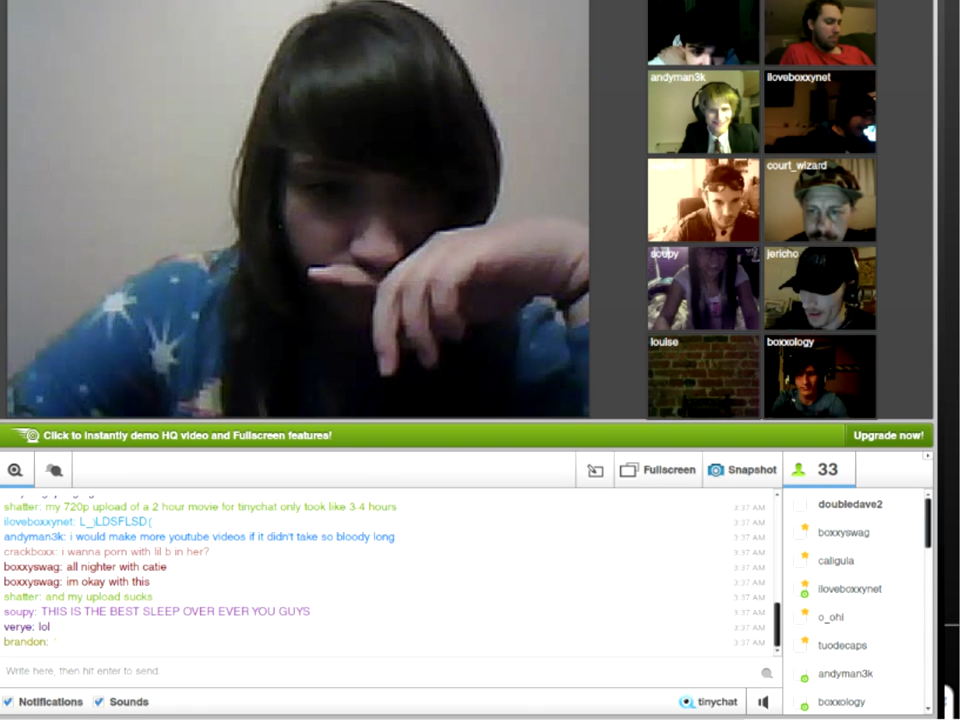 andyman3k
iloveboxxynet
court_wizard
soupy
jericho
louise
boxxology
Click to instantly demo HQ video and Fullscreen features!
Upgrade now!
Fullscreen
Snapshot
33
shatter: my 720p upload of a 2 hour movie for tinychat only took like 3-4 hours 3:37 AM
iloveboxxynet: L_;LDSFLSD{ 3:37 AM
andyman3k: i would make more youtube videos if it didn't take so bloody long 3:37 AM
crackboxx: i wanna porn with lil b in her? 3:37 AM
boxxyswag: all nighter with catie 3:37 AM
boxxyswag: im okay with this 3:37 AM
shatter: and my upload sucks 3:37 AM
soupy: THIS IS THE BEST SLEEP OVER EVER YOU GUYS 3:37 AM
verye: lol 3:37 AM
brandon: ' 3:37 AM
doubledave2
boxxyswag
caligula
iloveboxxynet
o_ohl
tuodecaps
andyman3k
boxxology
Write here, then hit enter to send
Notifications
Sounds
tinychat